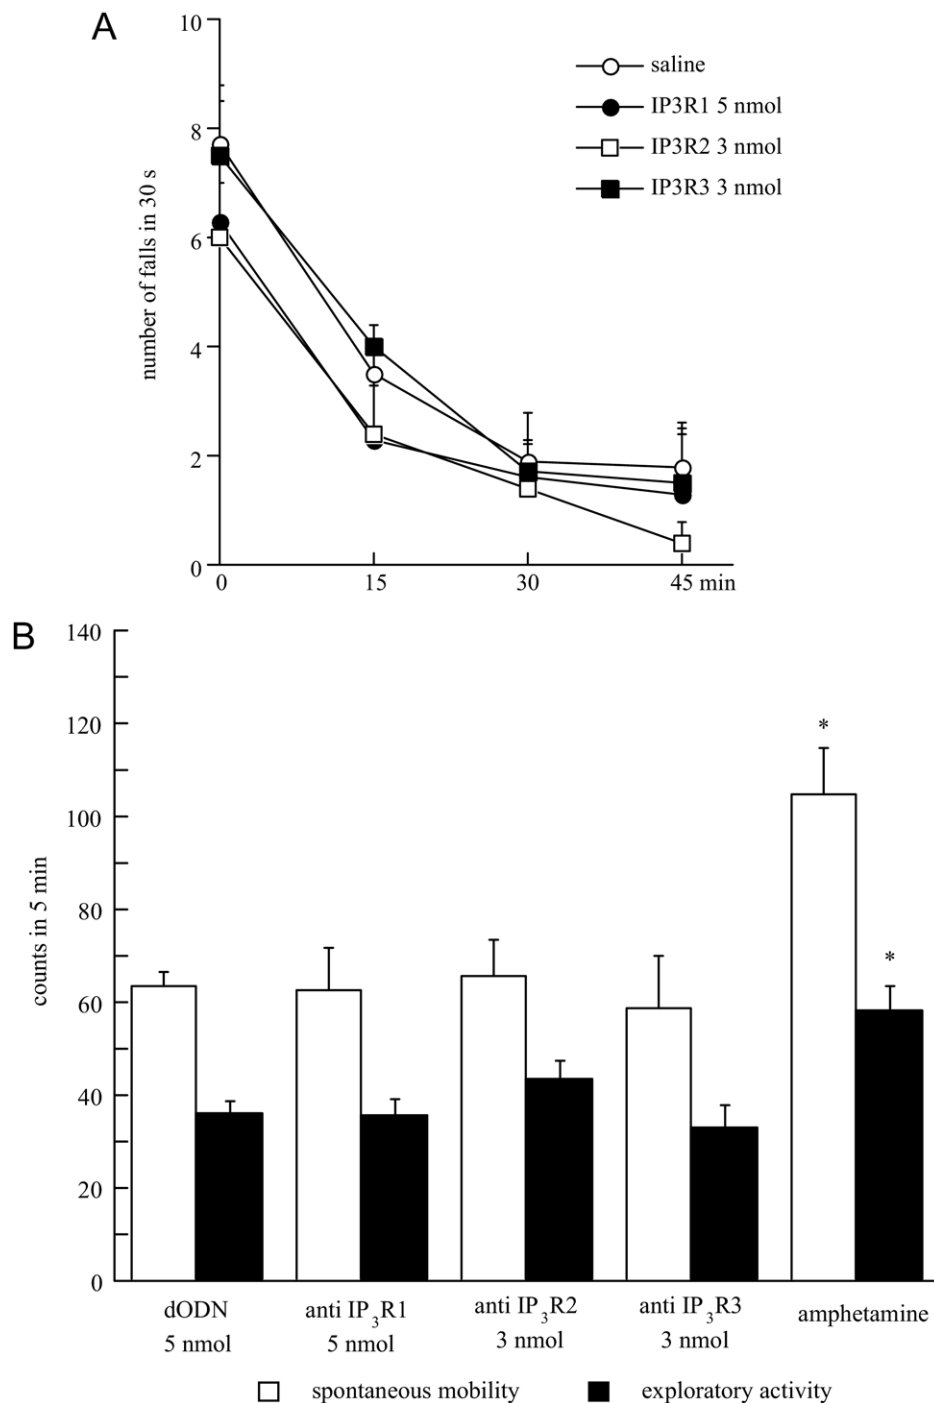 A
10
8
6
4
2
0
number of falls in 30 s
saline
IP3R1 5 nmol
IP3R2 3 nmol
IP3R3 3 nmol
0 15 30 45 min
B
140
120
100
80
60
40
20
0
counts in 5 min
*
*
dODN anti IP3R1 anti IP3R2 anti IP3R3 amphetamine
5 nmol 5 nmol 3 nmol 3 nmol
spontaneous mobility exploratory activity